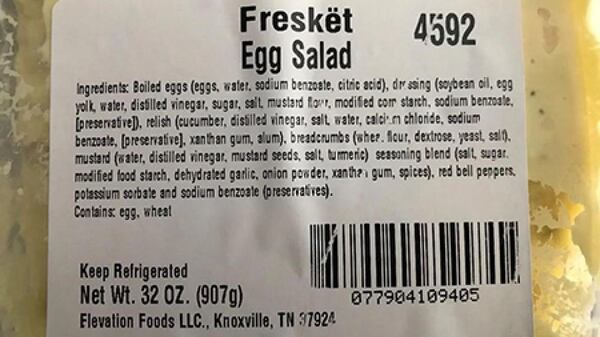 Freskët
4592
Egg Salad
Ingredients: Boiled eggs (eggs, water, sodium benzoate, citric acid), dressing (soybean oil, egg
yolk, water, distilled vinegar, sugar, salt, mustard flour, modified corn starch, sodium benzoate,
[preservative]), relish (cucumber, distilled vinegar, salt, water, calcium chloride, sodium
benzoate, [preservative], xanthan gum, alum), breadcrumbs (wheat flour, dextrose, yeast, salt),
mustard (water, distilled vinegar, mustard seeds, salt, turmeric) seasoning blend (salt, sugar,
modified food starch, dehydrated garlic, onion powder, xanthan gum, spices), red bell peppers,
potassium sorbate and sodium benzoate (preservatives).
Contains: egg, wheat
Keep Refrigerated
Net Wt. 32 OZ. (907g)
077904109405
Elevation Foods LLC., Knoxville, TN 37924